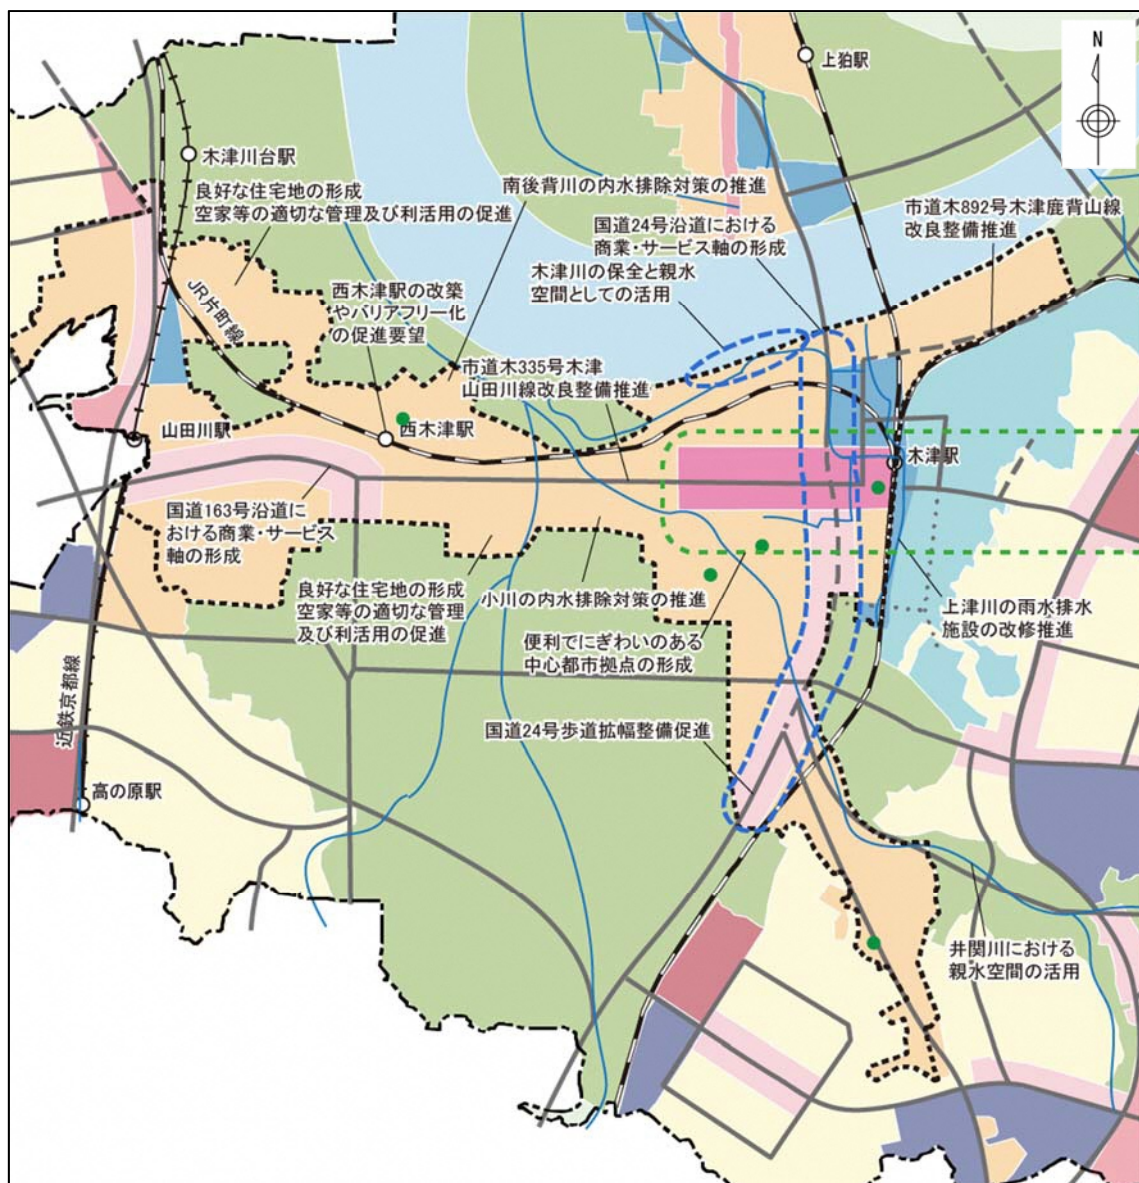 N
上狛駅
木津川台駅
良好な住宅地の形成
空家等の適切な管理及び利活用の促進
南後背川の内水排除対策の推進
国道24号沿道における
商業・サービス軸の形成
市道木892号木津鹿背山線
改良整備推進
木津川の保全と親水
空間としての活用
JR片町線
西木津駅の改築
やバリアフリー化
の促進要望
市道木335号木津
山田川線改良整備推進
山田川駅
西木津駅
木津駅
国道163号沿道に
おける商業・サービス
軸の形成
良好な住宅地の形成
空家等の適切な管理
及び利活用の促進
小川の内水排除対策の推進
上津川の雨水排水
施設の改修推進
便利でにぎわいのある
中心都市拠点の形成
近鉄京都線
国道24号歩道拡幅整備促進
高の原駅
井関川における
親水空間の活用